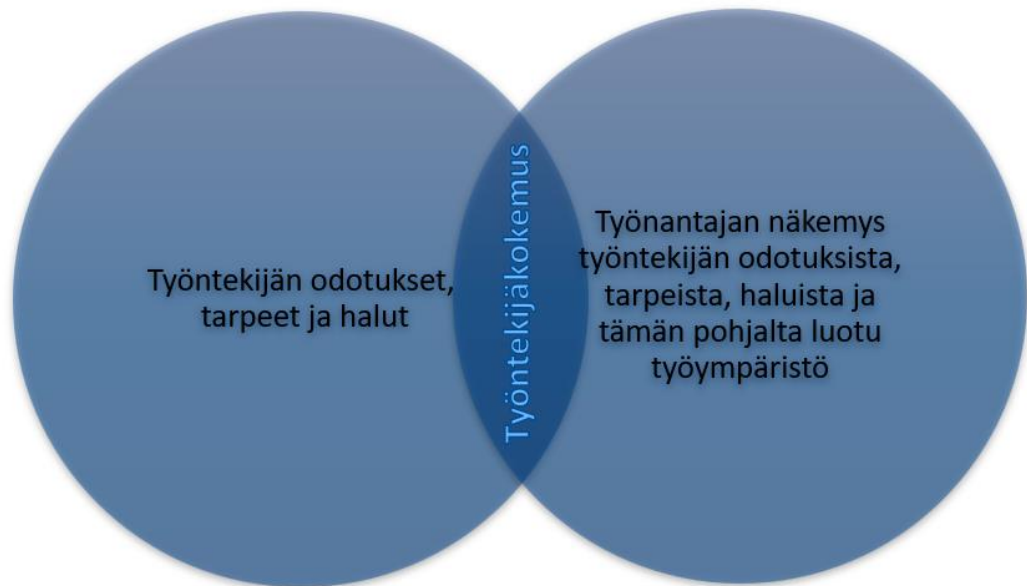 Työntekijän odotukset,
tarpeet ja halut
Työntekijäkokemus
Työnantajan näkemys
työntekijän odotuksista,
tarpeista, haluista ja
tämän pohjalta luotu
työympäristö